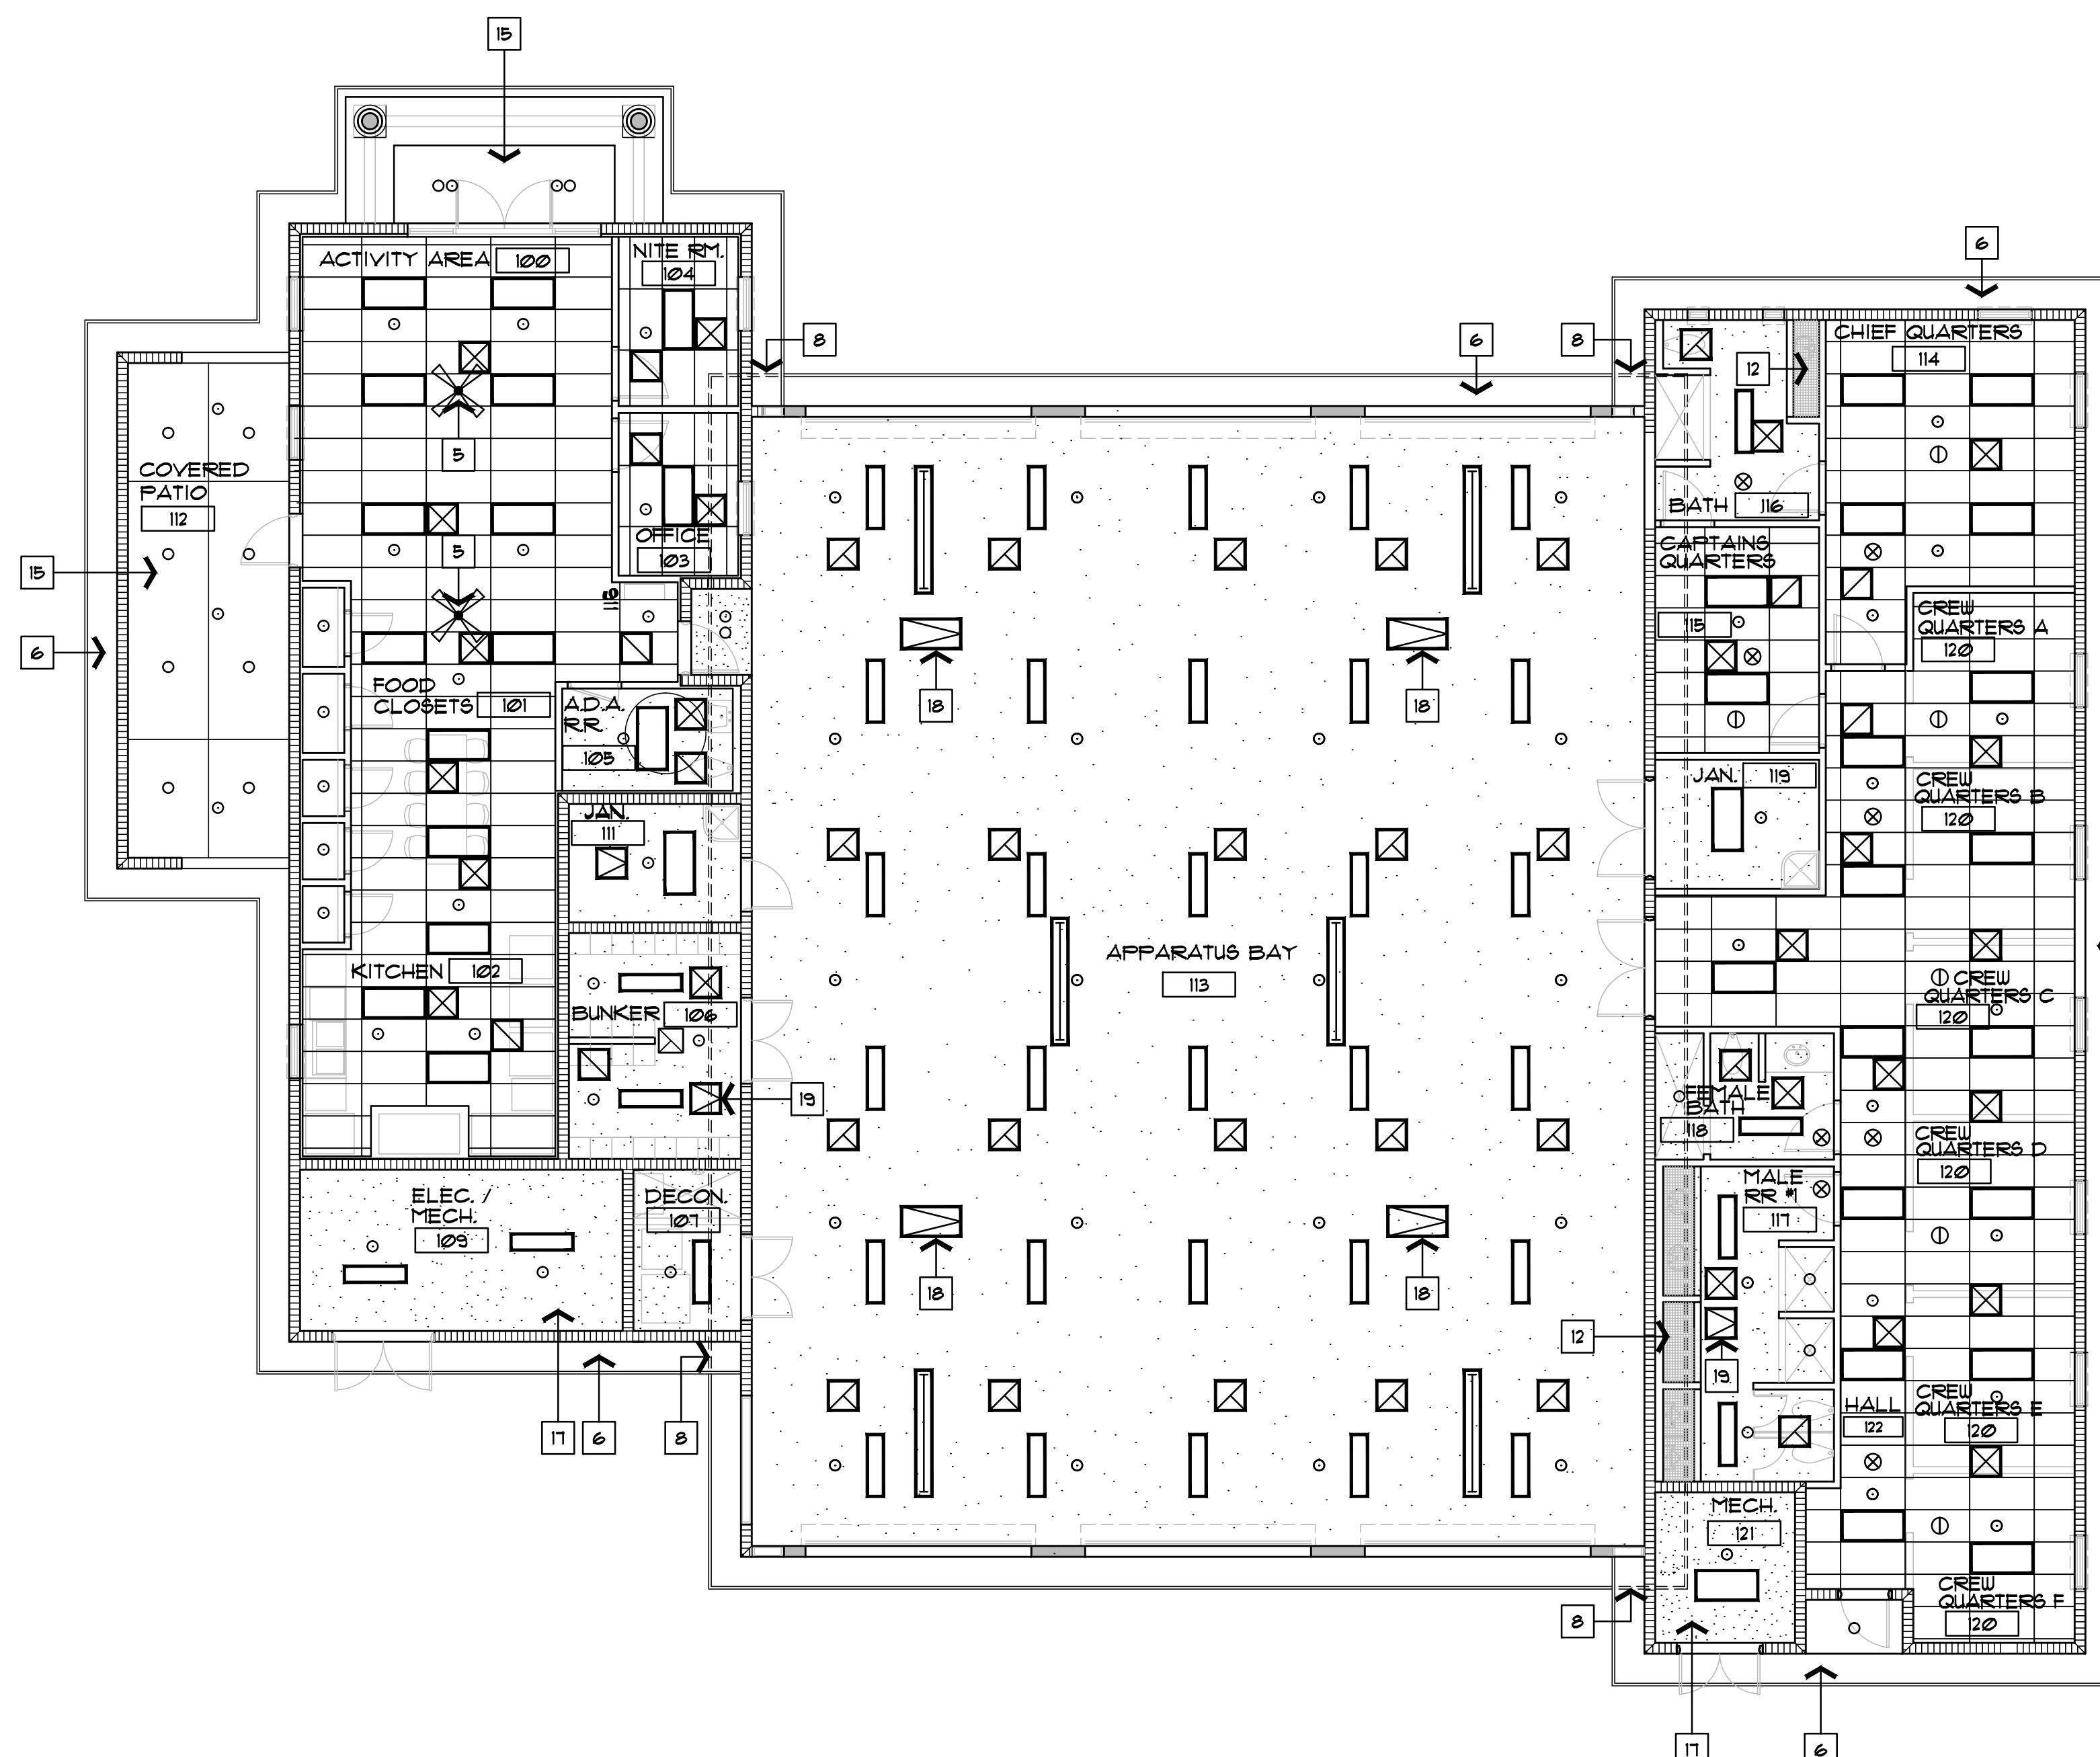 15
6
ACTIVITY AREA 100
NITE RM.
104
CHIEF QUARTERS
114
8
6
8
12
5
COVERED
PATIO
112
BATH 116
5
OFFICE
103
CAPTAINS
QUARTERS
115
15
6
CREW
QUARTERS A
120
FOOD
CLOSETS 101
A.D.A.
R.R.
105
18
18
JAN. 119
CREW
QUARTERS B
120
JAN.
111
APPARATUS BAY
113
KITCHEN 102
BUNKER 106
CREW
QUARTERS C
120
19
FEMALE
BATH
118
CREW
QUARTERS D
120
ELEC. /
MECH.
109
DECON.
107
MALE
RR #1
117
18
18
12
19
HALL
122
CREW
QUARTERS E
120
17
6
8
MECH.
121
CREW
QUARTERS F
120
8
17
6